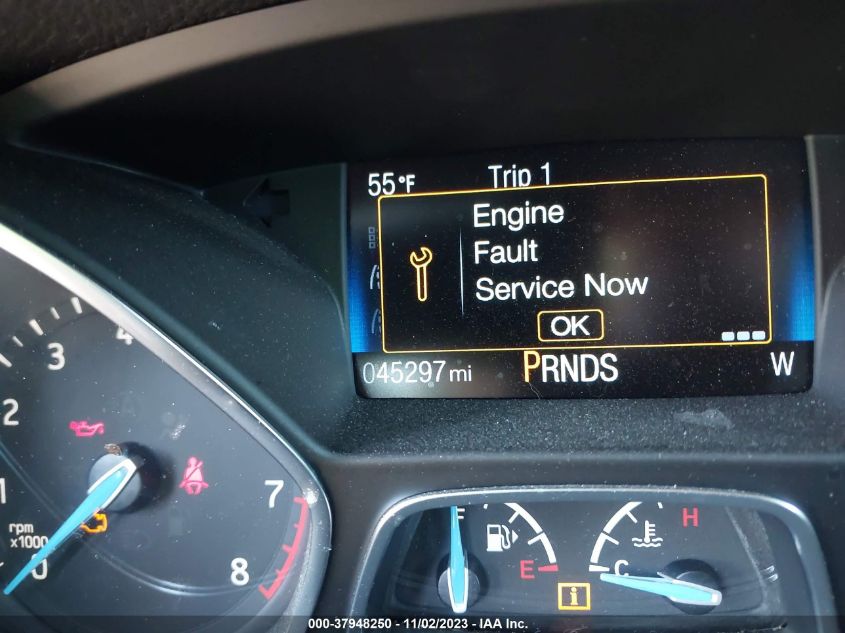 55°F Trip 1
Engine
Fault
Service Now
OK
045297 mi PRNDS W
4
3
2
1
0
rpm
x1000
7
8
F
E
H
C
i
000-37948250 - 11/02/2023 - IAA Inc.